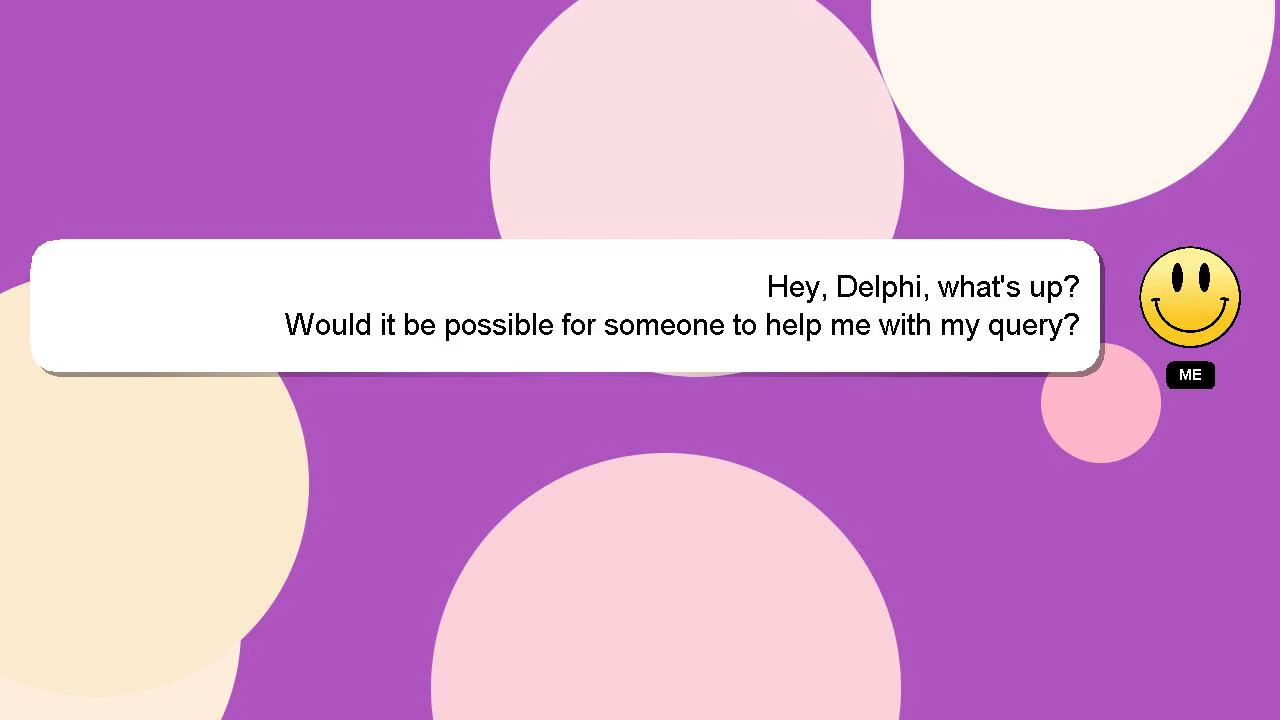 Hey, Delphi, what's up?
Would it be possible for someone to help me with my query?
ME